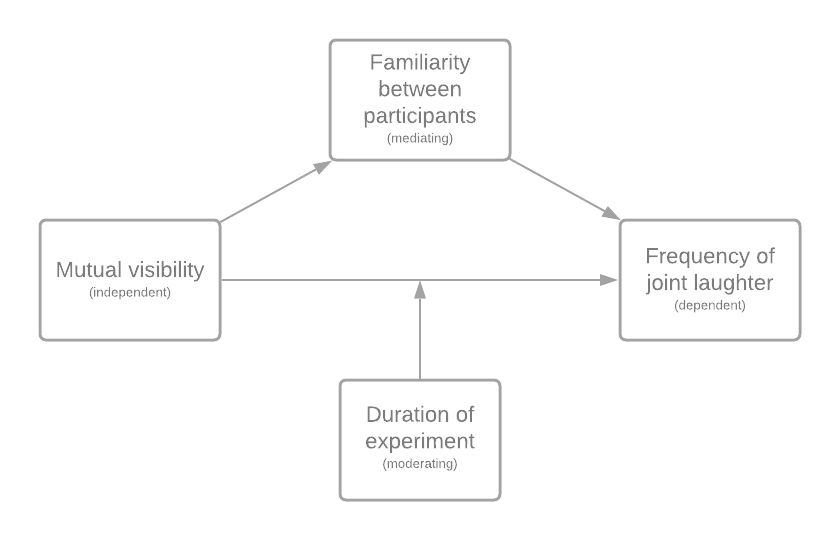 Familiarity
between
participants
(mediating)
Mutual visibility
(independent)
Frequency of
joint laughter
(dependent)
Duration of
experiment
(moderating)